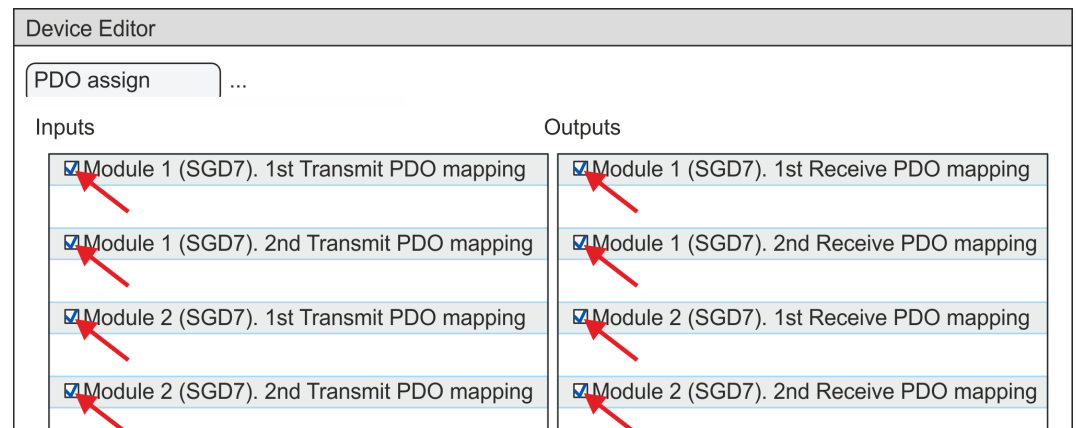 Device Editor
PDO assign ...
Inputs
Outputs
Module 1 (SGD7). 1st Transmit PDO mapping
Module 1 (SGD7). 1st Receive PDO mapping
Module 1 (SGD7). 2nd Transmit PDO mapping
Module 1 (SGD7). 2nd Receive PDO mapping
Module 2 (SGD7). 1st Transmit PDO mapping
Module 2 (SGD7). 1st Receive PDO mapping
Module 2 (SGD7). 2nd Transmit PDO mapping
Module 2 (SGD7). 2nd Receive PDO mapping